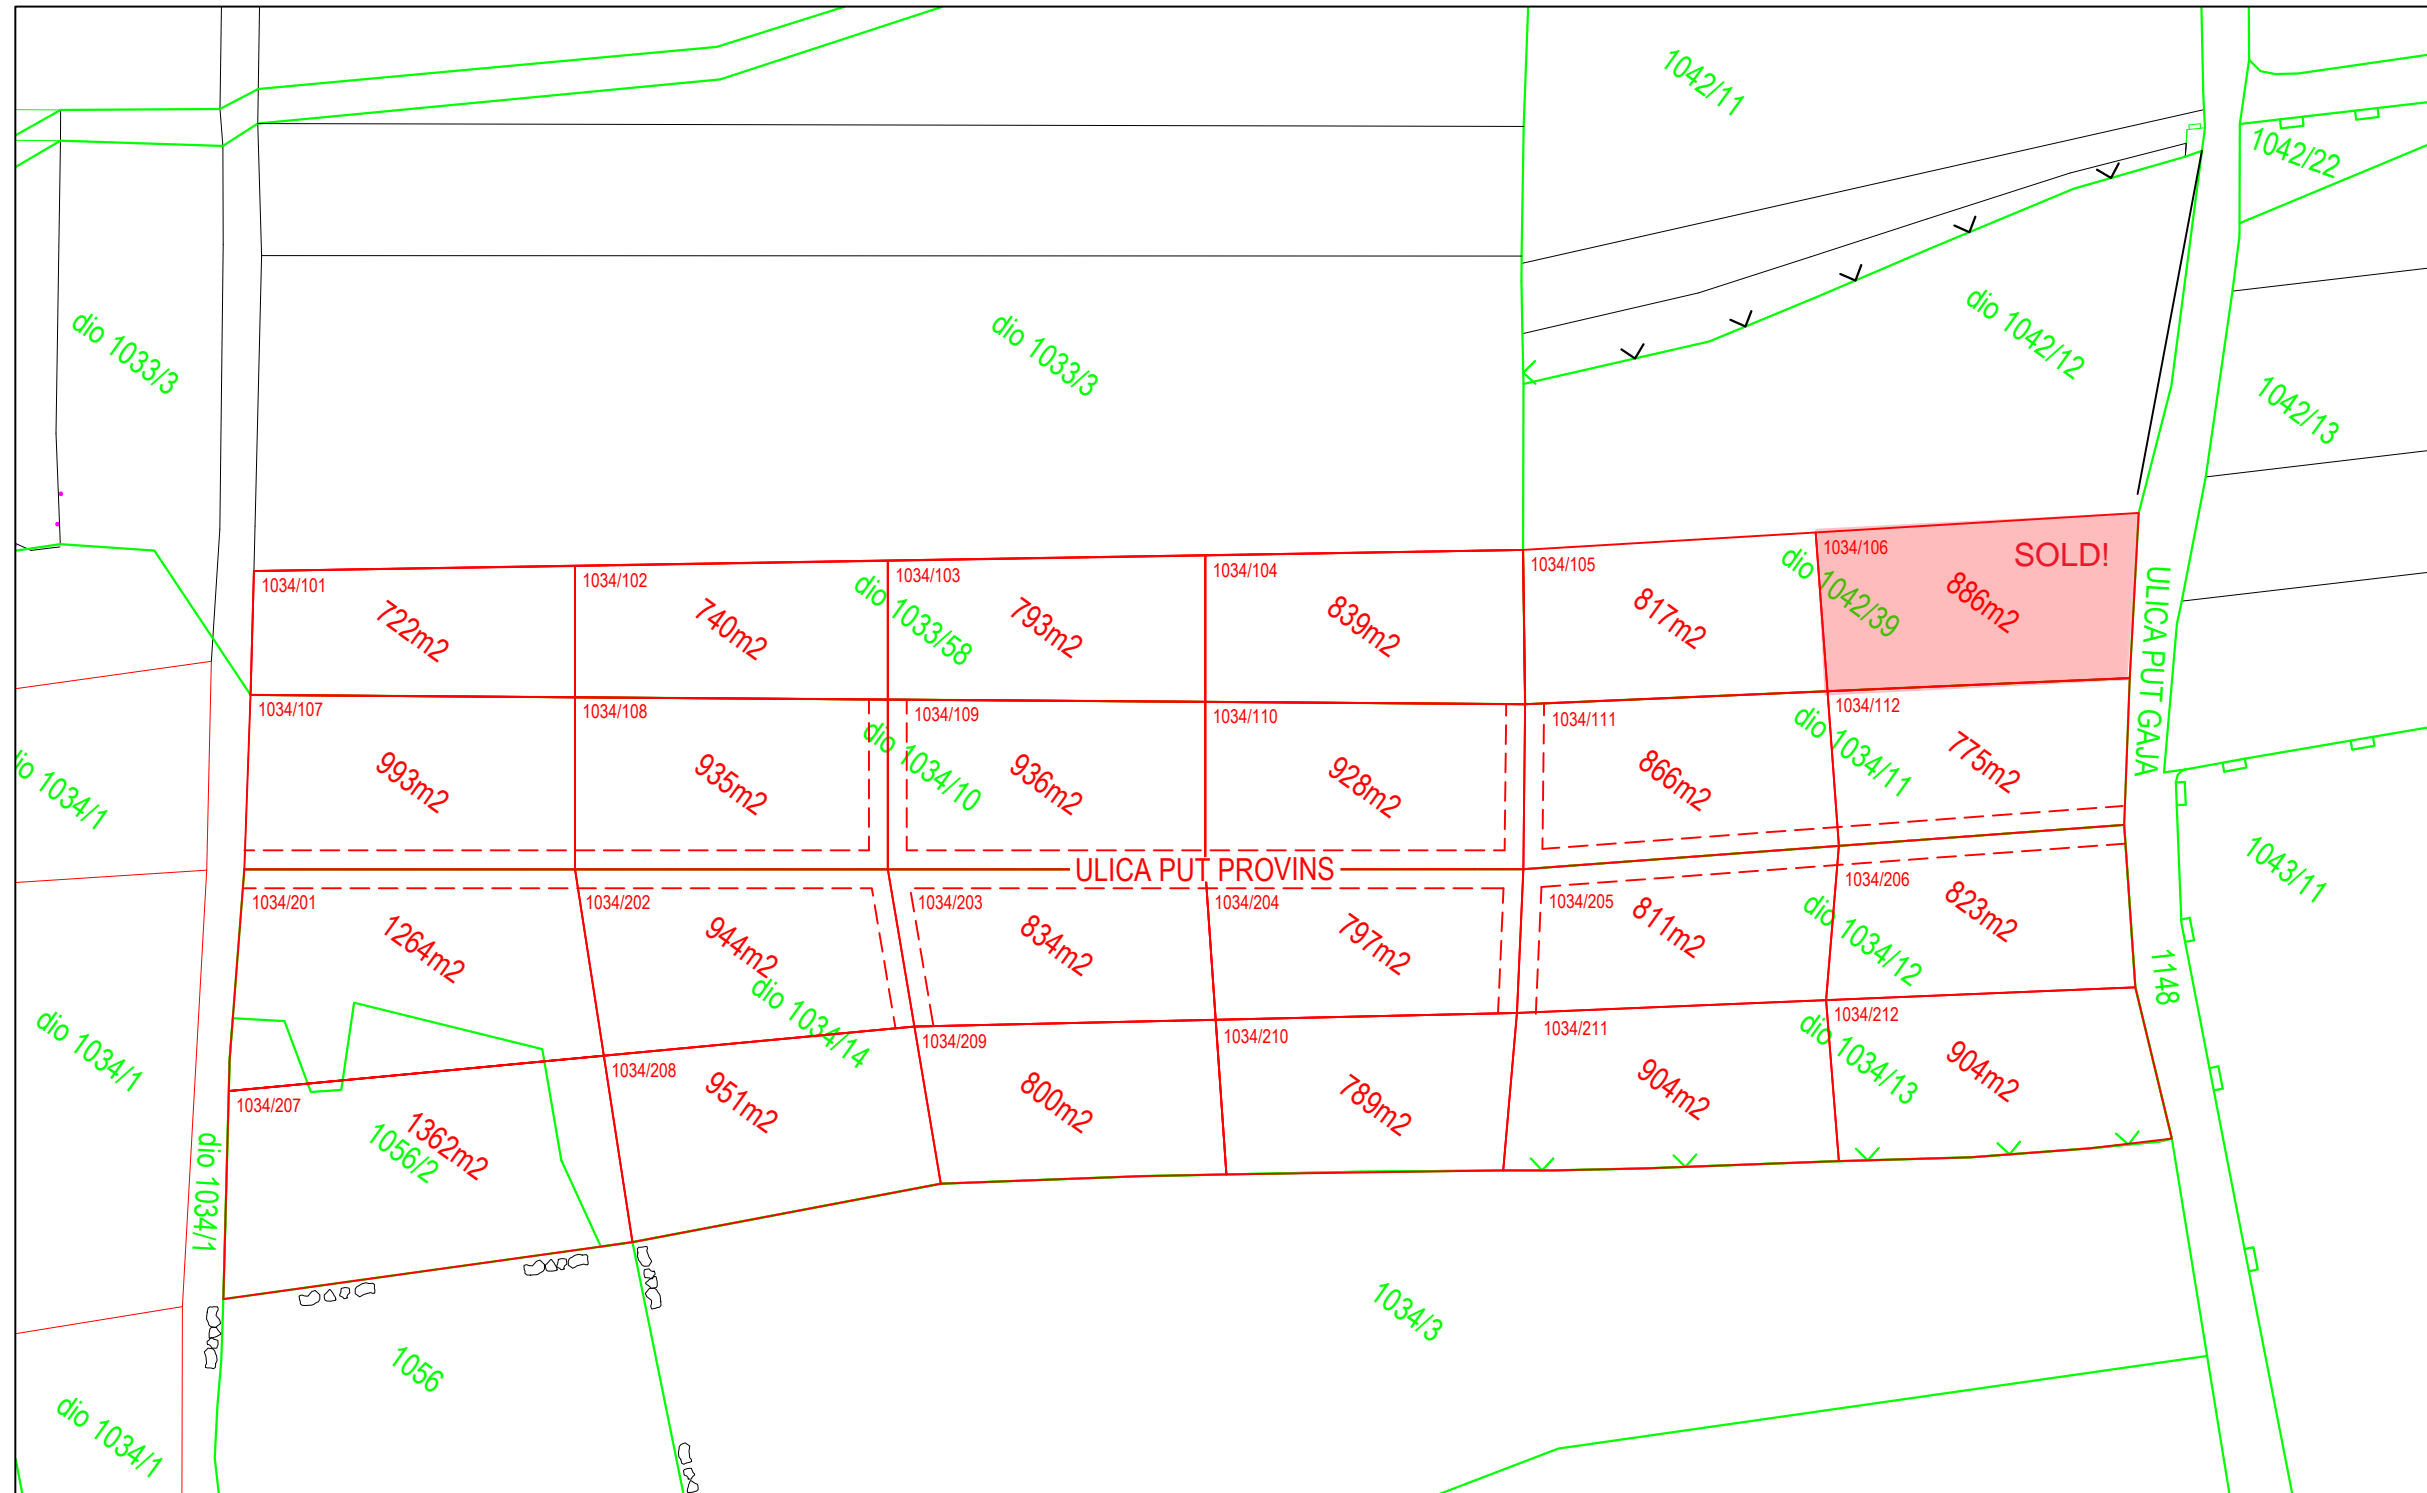 1042/11
1042/22
dio 1033/3
dio 1033/3
dio 1042/12
1042/13
1034/101
722m2
1034/102
740m2
dio 1033/58
1034/103
793m2
1034/104
839m2
1034/105
817m2
dio 1042/39
1034/106
886m2
SOLD!
ULICA PUT GAJA
1034/107
993m2
1034/108
935m2
dio 1034/10
1034/109
936m2
1034/110
928m2
1034/111
866m2
dio 1034/11
1034/112
775m2
dio 1034/1
ULICA PUT PROVINS
1043/11
1034/201
1264m2
1034/202
944m2
dio 1034/14
1034/203
834m2
1034/204
797m2
1034/205
811m2
dio 1034/12
1034/206
823m2
1148
dio 1034/1
1034/207
1362m2
1056/2
1034/208
951m2
1034/209
800m2
1034/210
789m2
1034/211
904m2
dio 1034/13
1034/212
904m2
dio 1034/1
1034/3
1056
dio 1034/1